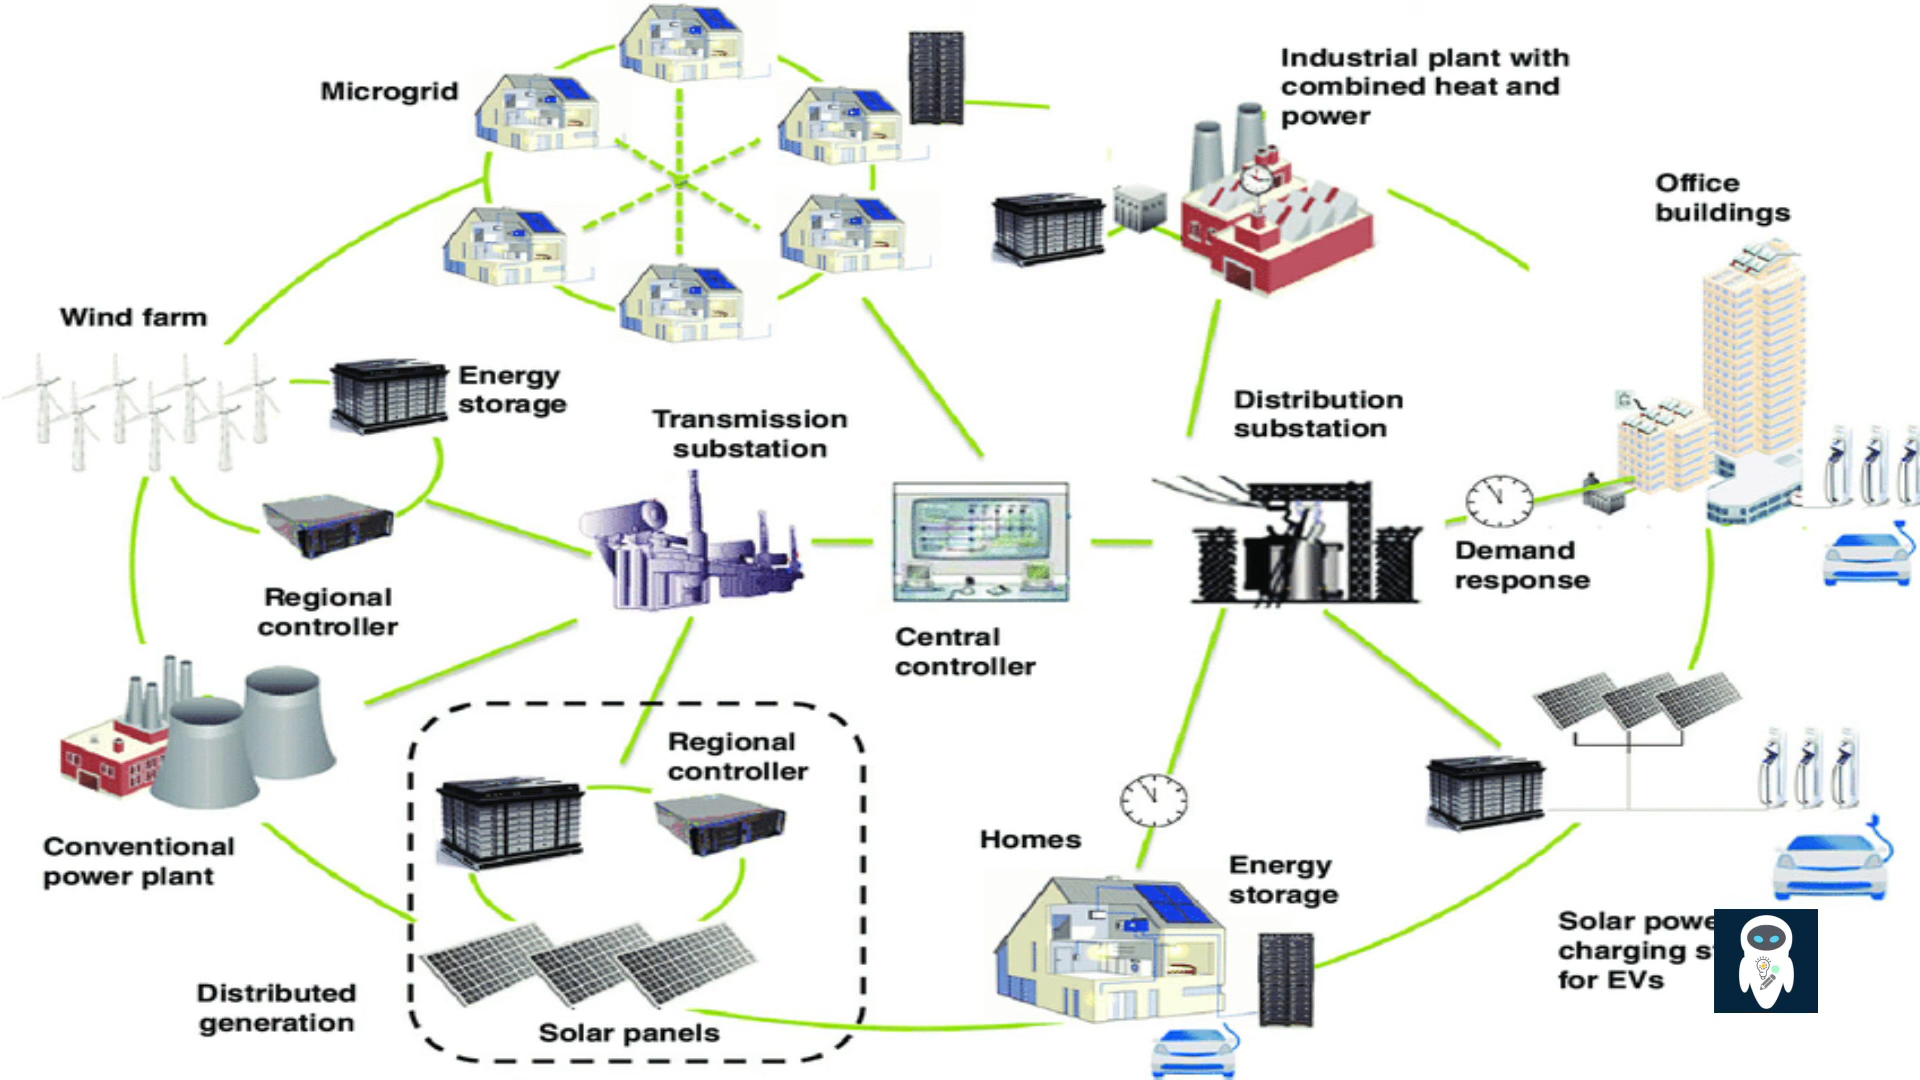 Microgrid
Industrial plant with
combined heat and
power
Office
buildings
Wind farm
Energy
storage
Transmission
substation
Distribution
substation
Demand
response
Regional
controller
Central
controller
Regional
controller
Conventional
power plant
Homes
Energy
storage
Solar
charging
for EVs
Distributed
generation
Solar panels